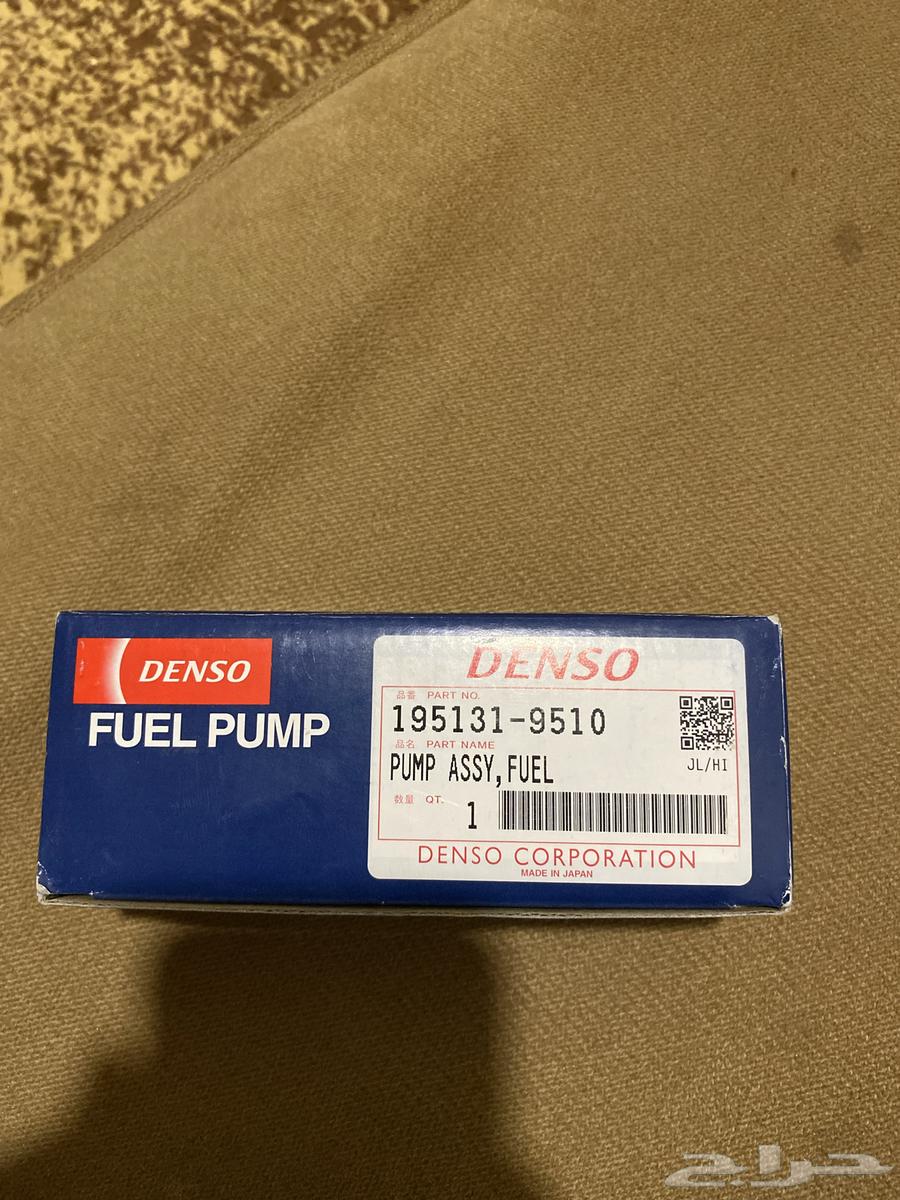 DENSO
FUEL PUMP
DENSO
品番 PART NO.
195131-9510
品名 PART NAME
PUMP ASSY,FUEL
JL/HI
数量 QT.
1
DENSO CORPORATION
MADE IN JAPAN
حراج